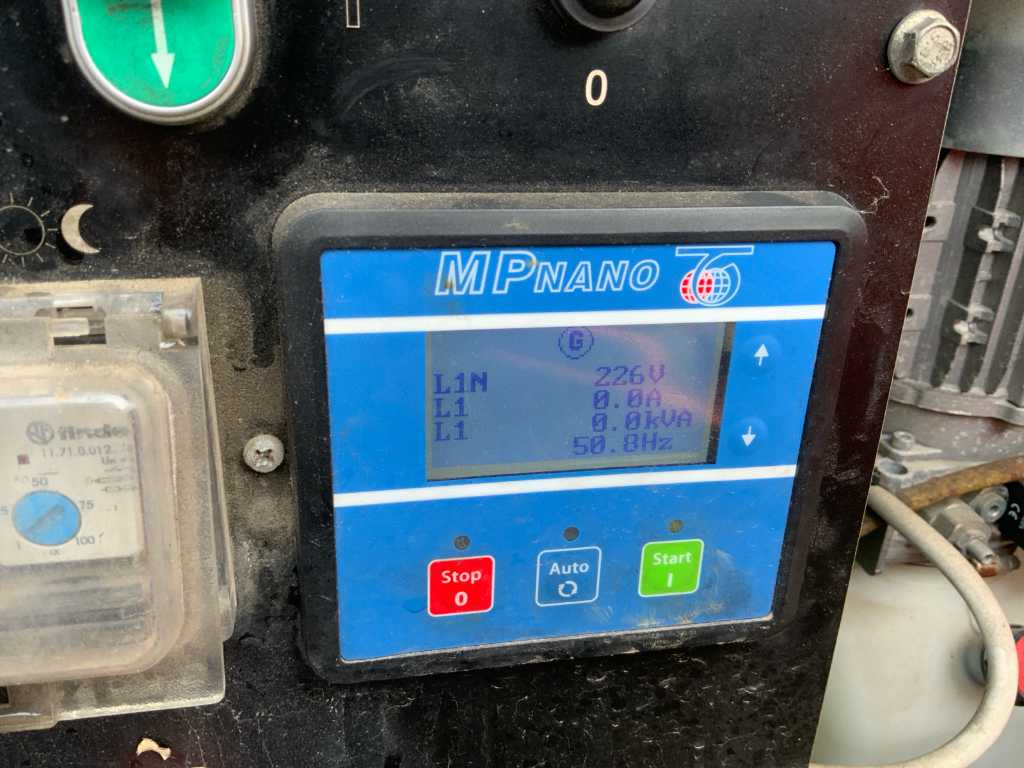 0
MPNANO
G
L1N 226V
L1 0.0A
L1 0.0kVA
50.8Hz
Stop
0
Auto
Start
I
finder
11.71.0.012
50
75
100